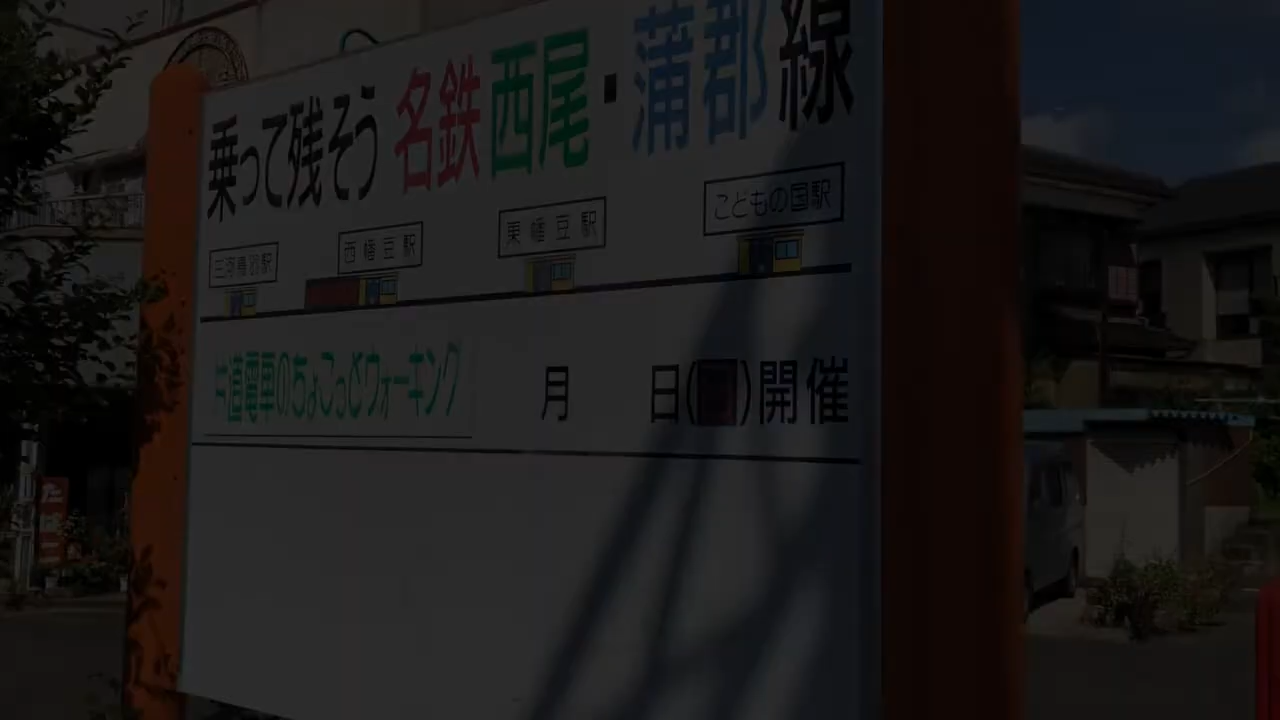 乗って残そう 名鉄西尾・蒲郡線
三河鳥羽駅 西幡豆駅 東幡豆駅 こどもの国駅
片道電車のちょこっとウォーキング 月 日( )開催